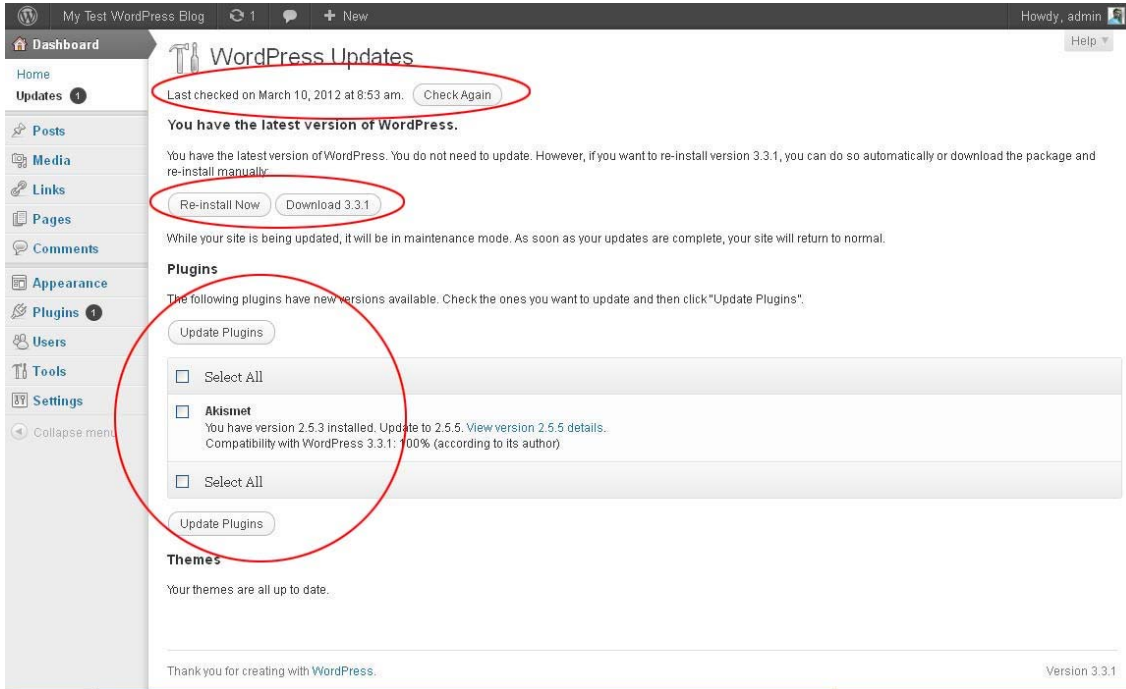 My Test WordPress Blog 1 + New Howdy, admin
Dashboard
Home
Updates 1
Posts
Media
Links
Pages
Comments
Appearance
Plugins 1
Users
Tools
Settings
Collapse menu
Help
WordPress Updates
Last checked on March 10, 2012 at 8:53 am. Check Again
You have the latest version of WordPress.
You have the latest version of WordPress. You do not need to update. However, if you want to re-install version 3.3.1, you can do so automatically or download the package and
re-install manually:
Re-install Now Download 3.3.1
While your site is being updated, it will be in maintenance mode. As soon as your updates are complete, your site will return to normal.
Plugins
The following plugins have new versions available. Check the ones you want to update and then click "Update Plugins".
Update Plugins
Select All
Akismet
You have version 2.5.3 installed. Update to 2.5.5. View version 2.5.5 details.
Compatibility with WordPress 3.3.1: 100% (according to its author)
Select All
Update Plugins
Themes
Your themes are all up to date.
Thank you for creating with WordPress. Version 3.3.1